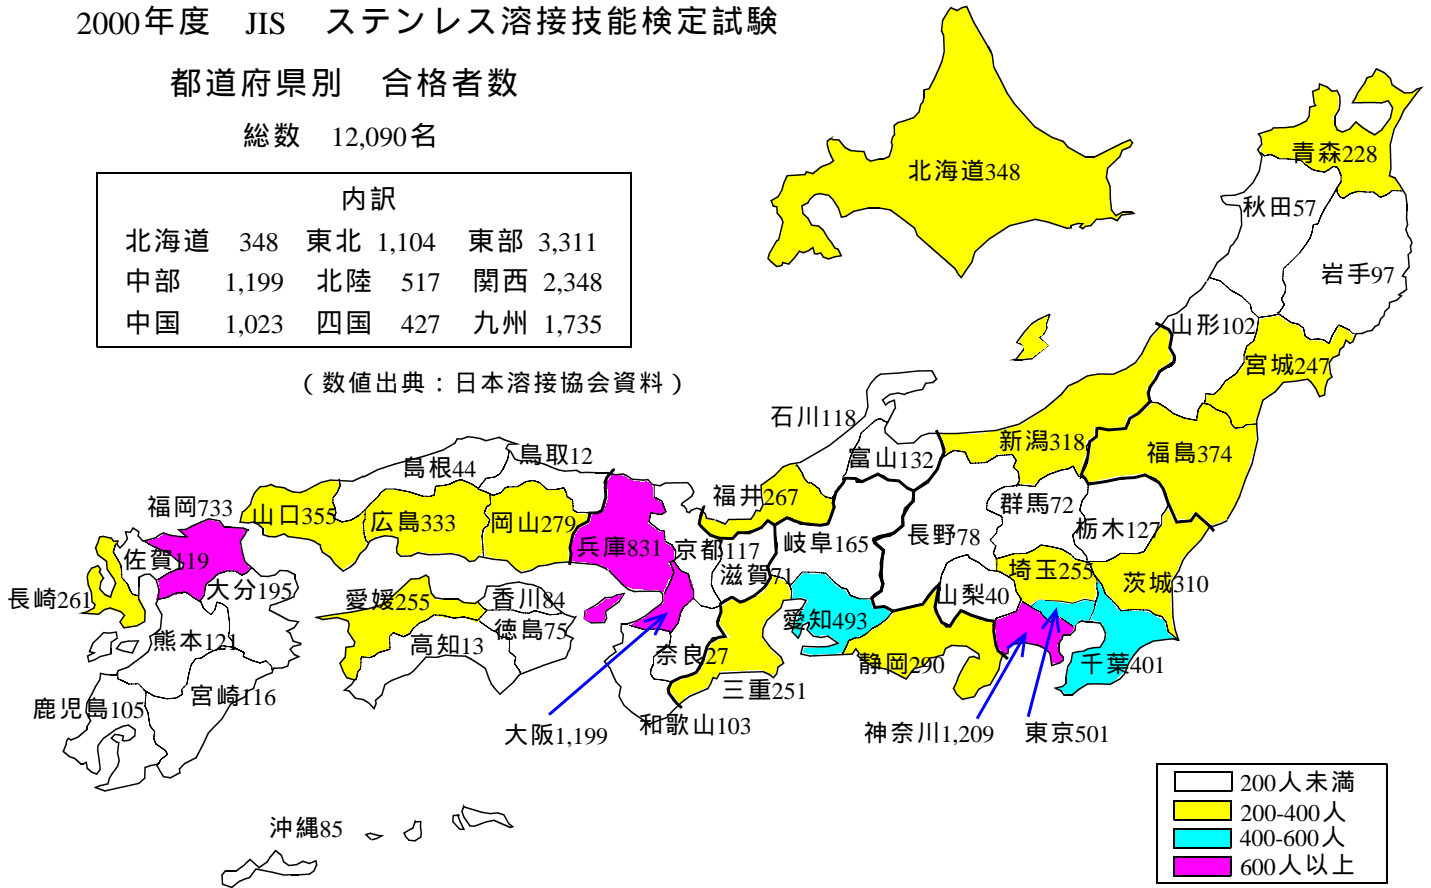 2000年度　JIS　ステンレス溶接技能検定試験
都道府県別　合格者数
総数　12,090名
内訳
北海道　348　東北 1,104　東部 3,311
中部　1,199　北陸　517　関西 2,348
中国　1,023　四国　427　九州 1,735
（数値出典：日本溶接協会資料）
北海道348
青森228
秋田57
岩手97
山形102
宮城247
石川118
新潟318
福島374
富山132
鳥取12
島根44
福井267
福岡733
山口355
広島333
岡山279
兵庫831
京都117
岐阜165
長野78
群馬72
栃木127
佐賀119
滋賀71
埼玉255
茨城310
長崎261
大分195
愛媛255
香川84
山梨40
愛知493
徳島75
熊本121
高知13
奈良27
静岡290
千葉401
三重251
宮崎116
鹿児島105
大阪1,199
和歌山103
神奈川1,209
東京501
沖縄85
200人未満
200-400人
400-600人
600人以上